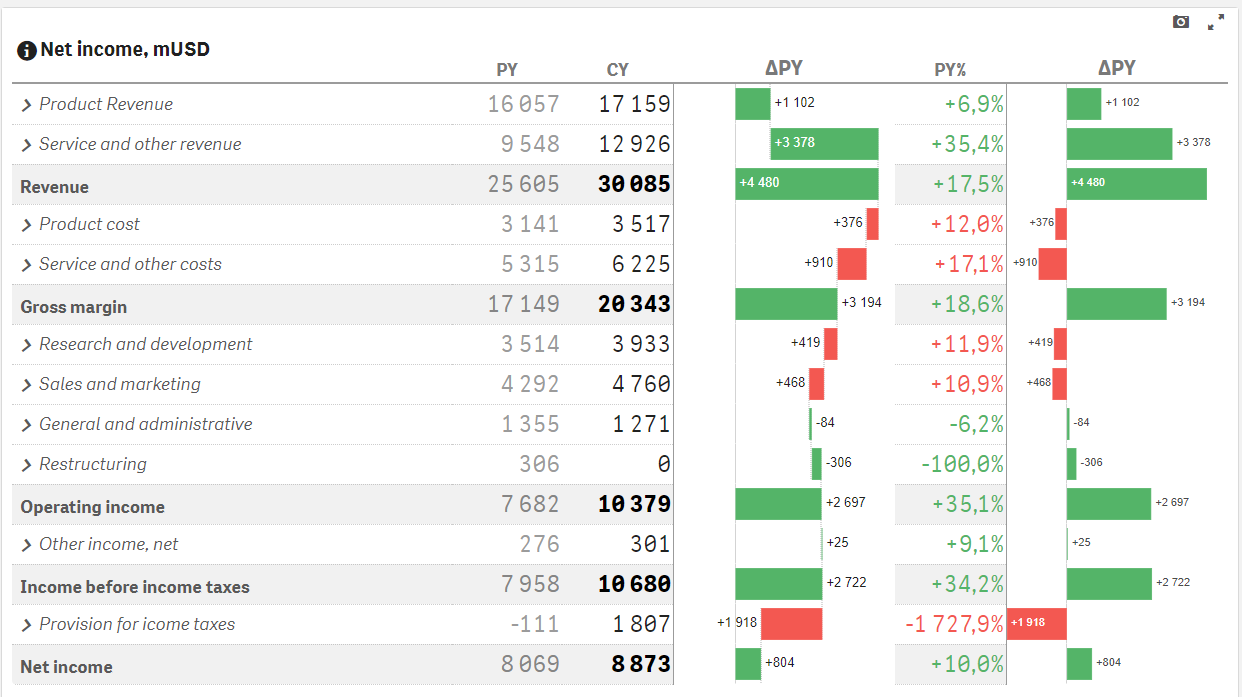 Net income, mUSD
PY CY ΔPY PY% ΔPY
Product Revenue 16 057 17 159 +1 102 +6,9% +1 102
Service and other revenue 9 548 12 926 +3 378 +35,4% +3 378
Revenue 25 605 30 085 +4 480 +17,5% +4 480
Product cost 3 141 3 517 +376 +12,0% +376
Service and other costs 5 315 6 225 +910 +17,1% +910
Gross margin 17 149 20 343 +3 194 +18,6% +3 194
Research and development 3 514 3 933 +419 +11,9% +419
Sales and marketing 4 292 4 760 +468 +10,9% +468
General and administrative 1 355 1 271 -84 -6,2% -84
Restructuring 306 0 -306 -100,0% -306
Operating income 7 682 10 379 +2 697 +35,1% +2 697
Other income, net 276 301 +25 +9,1% +25
Income before income taxes 7 958 10 680 +2 722 +34,2% +2 722
Provision for icome taxes -111 1 807 +1 918 -1 727,9% +1 918
Net income 8 069 8 873 +804 +10,0% +804